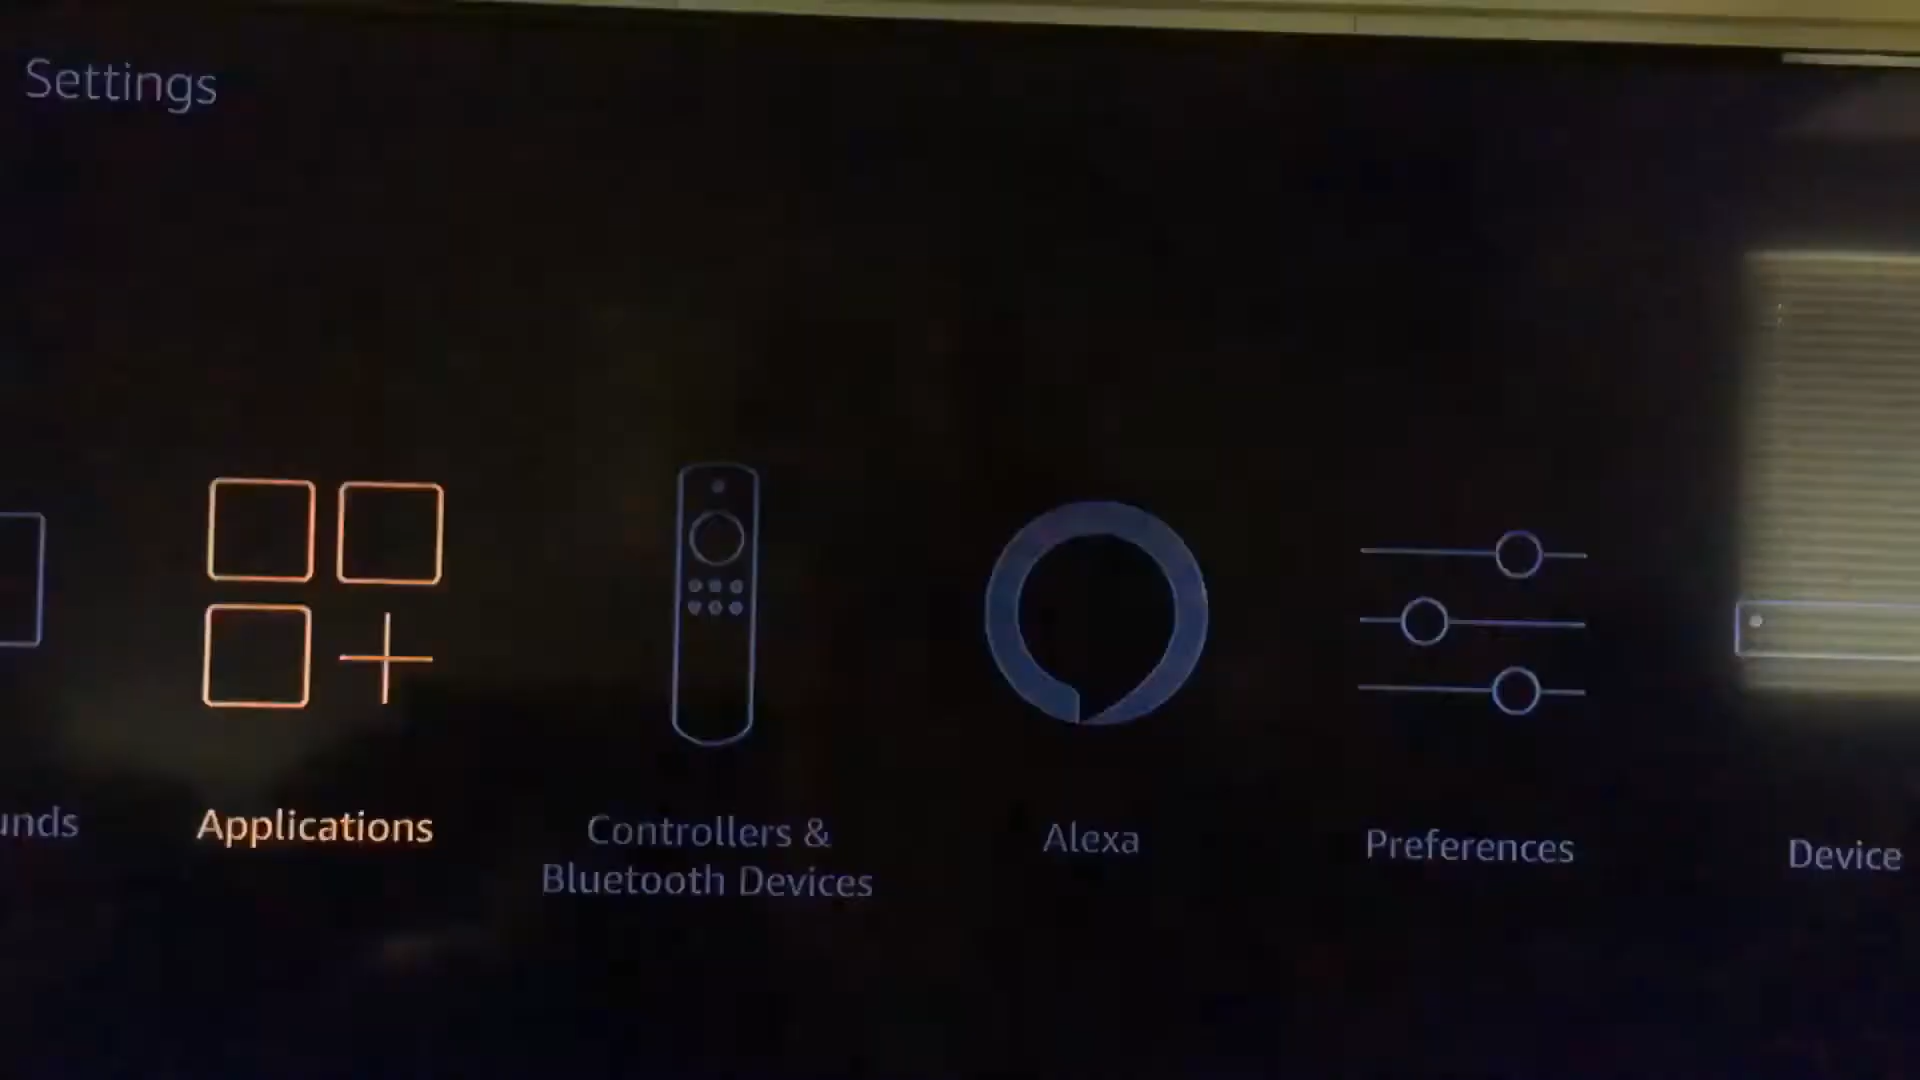 Settings
unds
Applications
Controllers &
Bluetooth Devices
Alexa
Preferences
Device